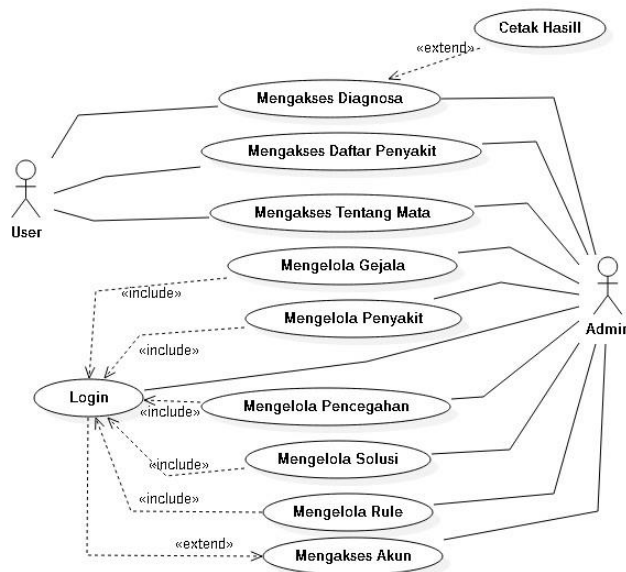 Cetak Hasill
«extend»
Mengakses Diagnosa
Mengakses Daftar Penyakit
User
Mengakses Tentang Mata
Mengelola Gejala
«include»
Mengelola Penyakit
Admin
«include»
Login
Mengelola Pencegahan
«include»
Mengelola Solusi
«include»
«include»
Mengelola Rule
«extend»
Mengakses Akun